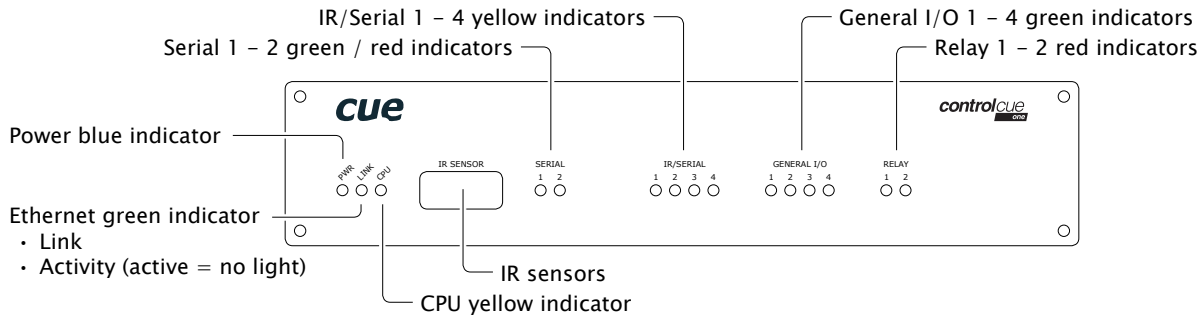 IR/Serial 1 – 4 yellow indicators
General I/O 1 – 4 green indicators
Serial 1 – 2 green / red indicators
Relay 1 – 2 red indicators
cue
controlcue
one
Power blue indicator
PWR LINK CPU
IR SENSOR
SERIAL
1 2
IR/SERIAL
1 2 3 4
GENERAL I/O
1 2 3 4
RELAY
1 2
Ethernet green indicator
• Link
• Activity (active = no light)
IR sensors
CPU yellow indicator